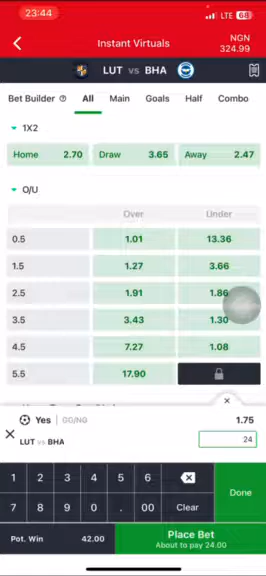 23:44
LTE 68
Instant Virtuals
NGN
324.99
LUT vs BHA
Bet Builder ? All Main Goals Half Combo
1X2
Home 2.70 Draw 3.65 Away 2.47
O/U
Over Under
0.5 1.01 13.36
1.5 1.27 3.66
2.5 1.91 1.86
3.5 3.43 1.30
4.5 7.27 1.08
5.5 17.90
Yes | GG/NG 1.75
LUT vs BHA 24
1 2 3 4 5 6
Done
7 8 9 0 . 00 Clear
Pot. Win 42.00
Place Bet
About to pay 24.00